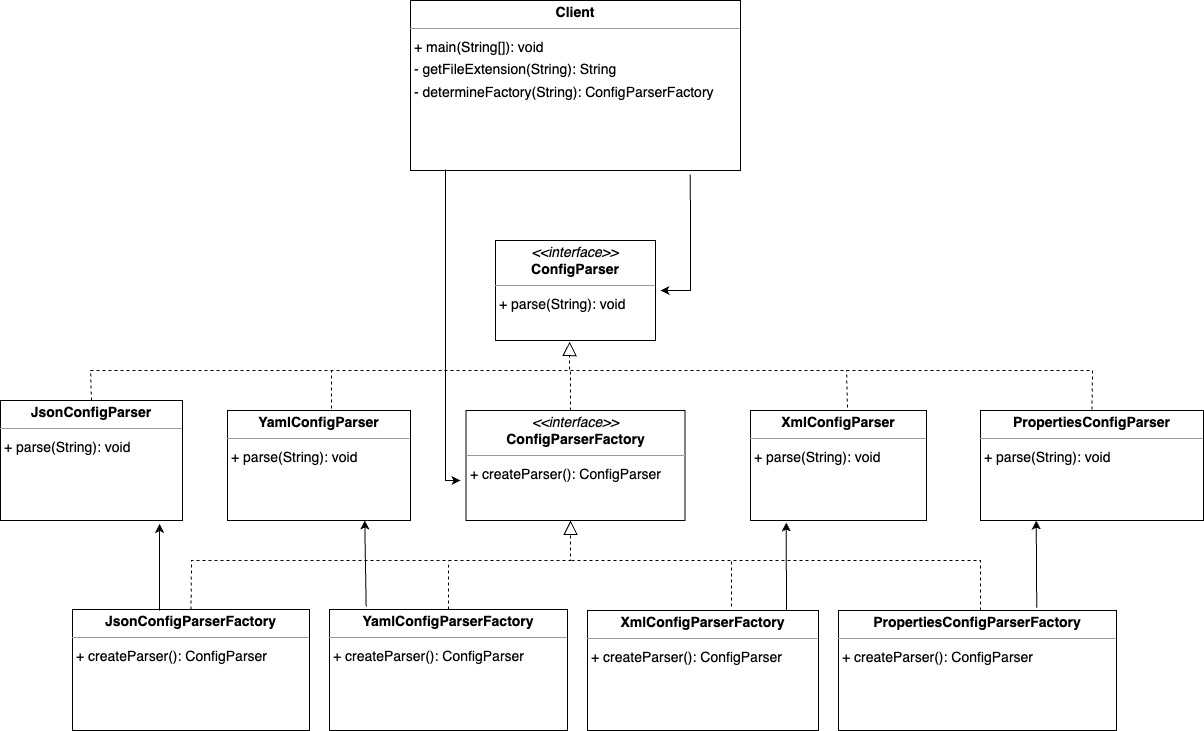 Client
+ main(String[]): void
- getFileExtension(String): String
- determineFactory(String): ConfigParserFactory
<<interface>>
ConfigParser
+ parse(String): void
JsonConfigParser
+ parse(String): void
YamlConfigParser
+ parse(String): void
<<interface>>
ConfigParserFactory
+ createParser(): ConfigParser
XmlConfigParser
+ parse(String): void
PropertiesConfigParser
+ parse(String): void
JsonConfigParserFactory
+ createParser(): ConfigParser
YamlConfigParserFactory
+ createParser(): ConfigParser
XmlConfigParserFactory
+ createParser(): ConfigParser
PropertiesConfigParserFactory
+ createParser(): ConfigParser